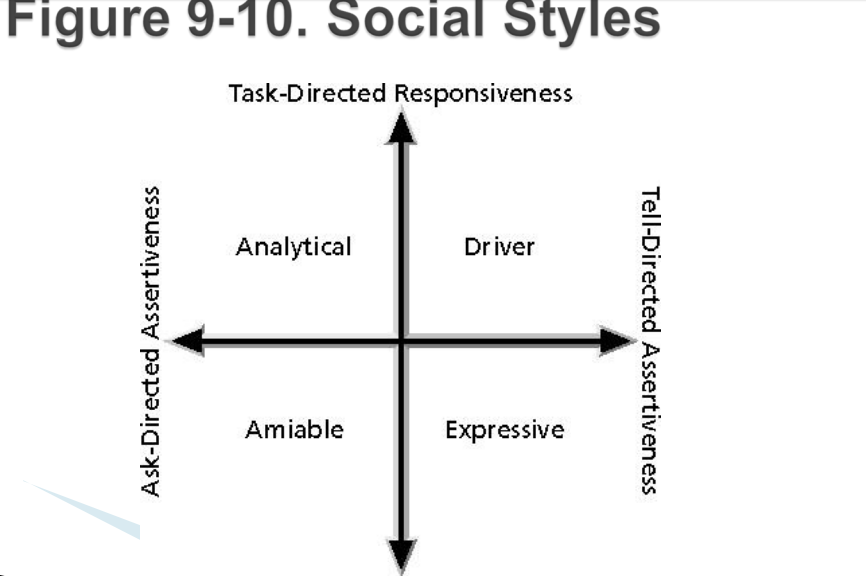 Figure 9-10. Social Styles
Task-Directed Responsiveness
Ask-Directed Assertiveness
Tell-Directed Assertiveness
Analytical
Driver
Amiable
Expressive